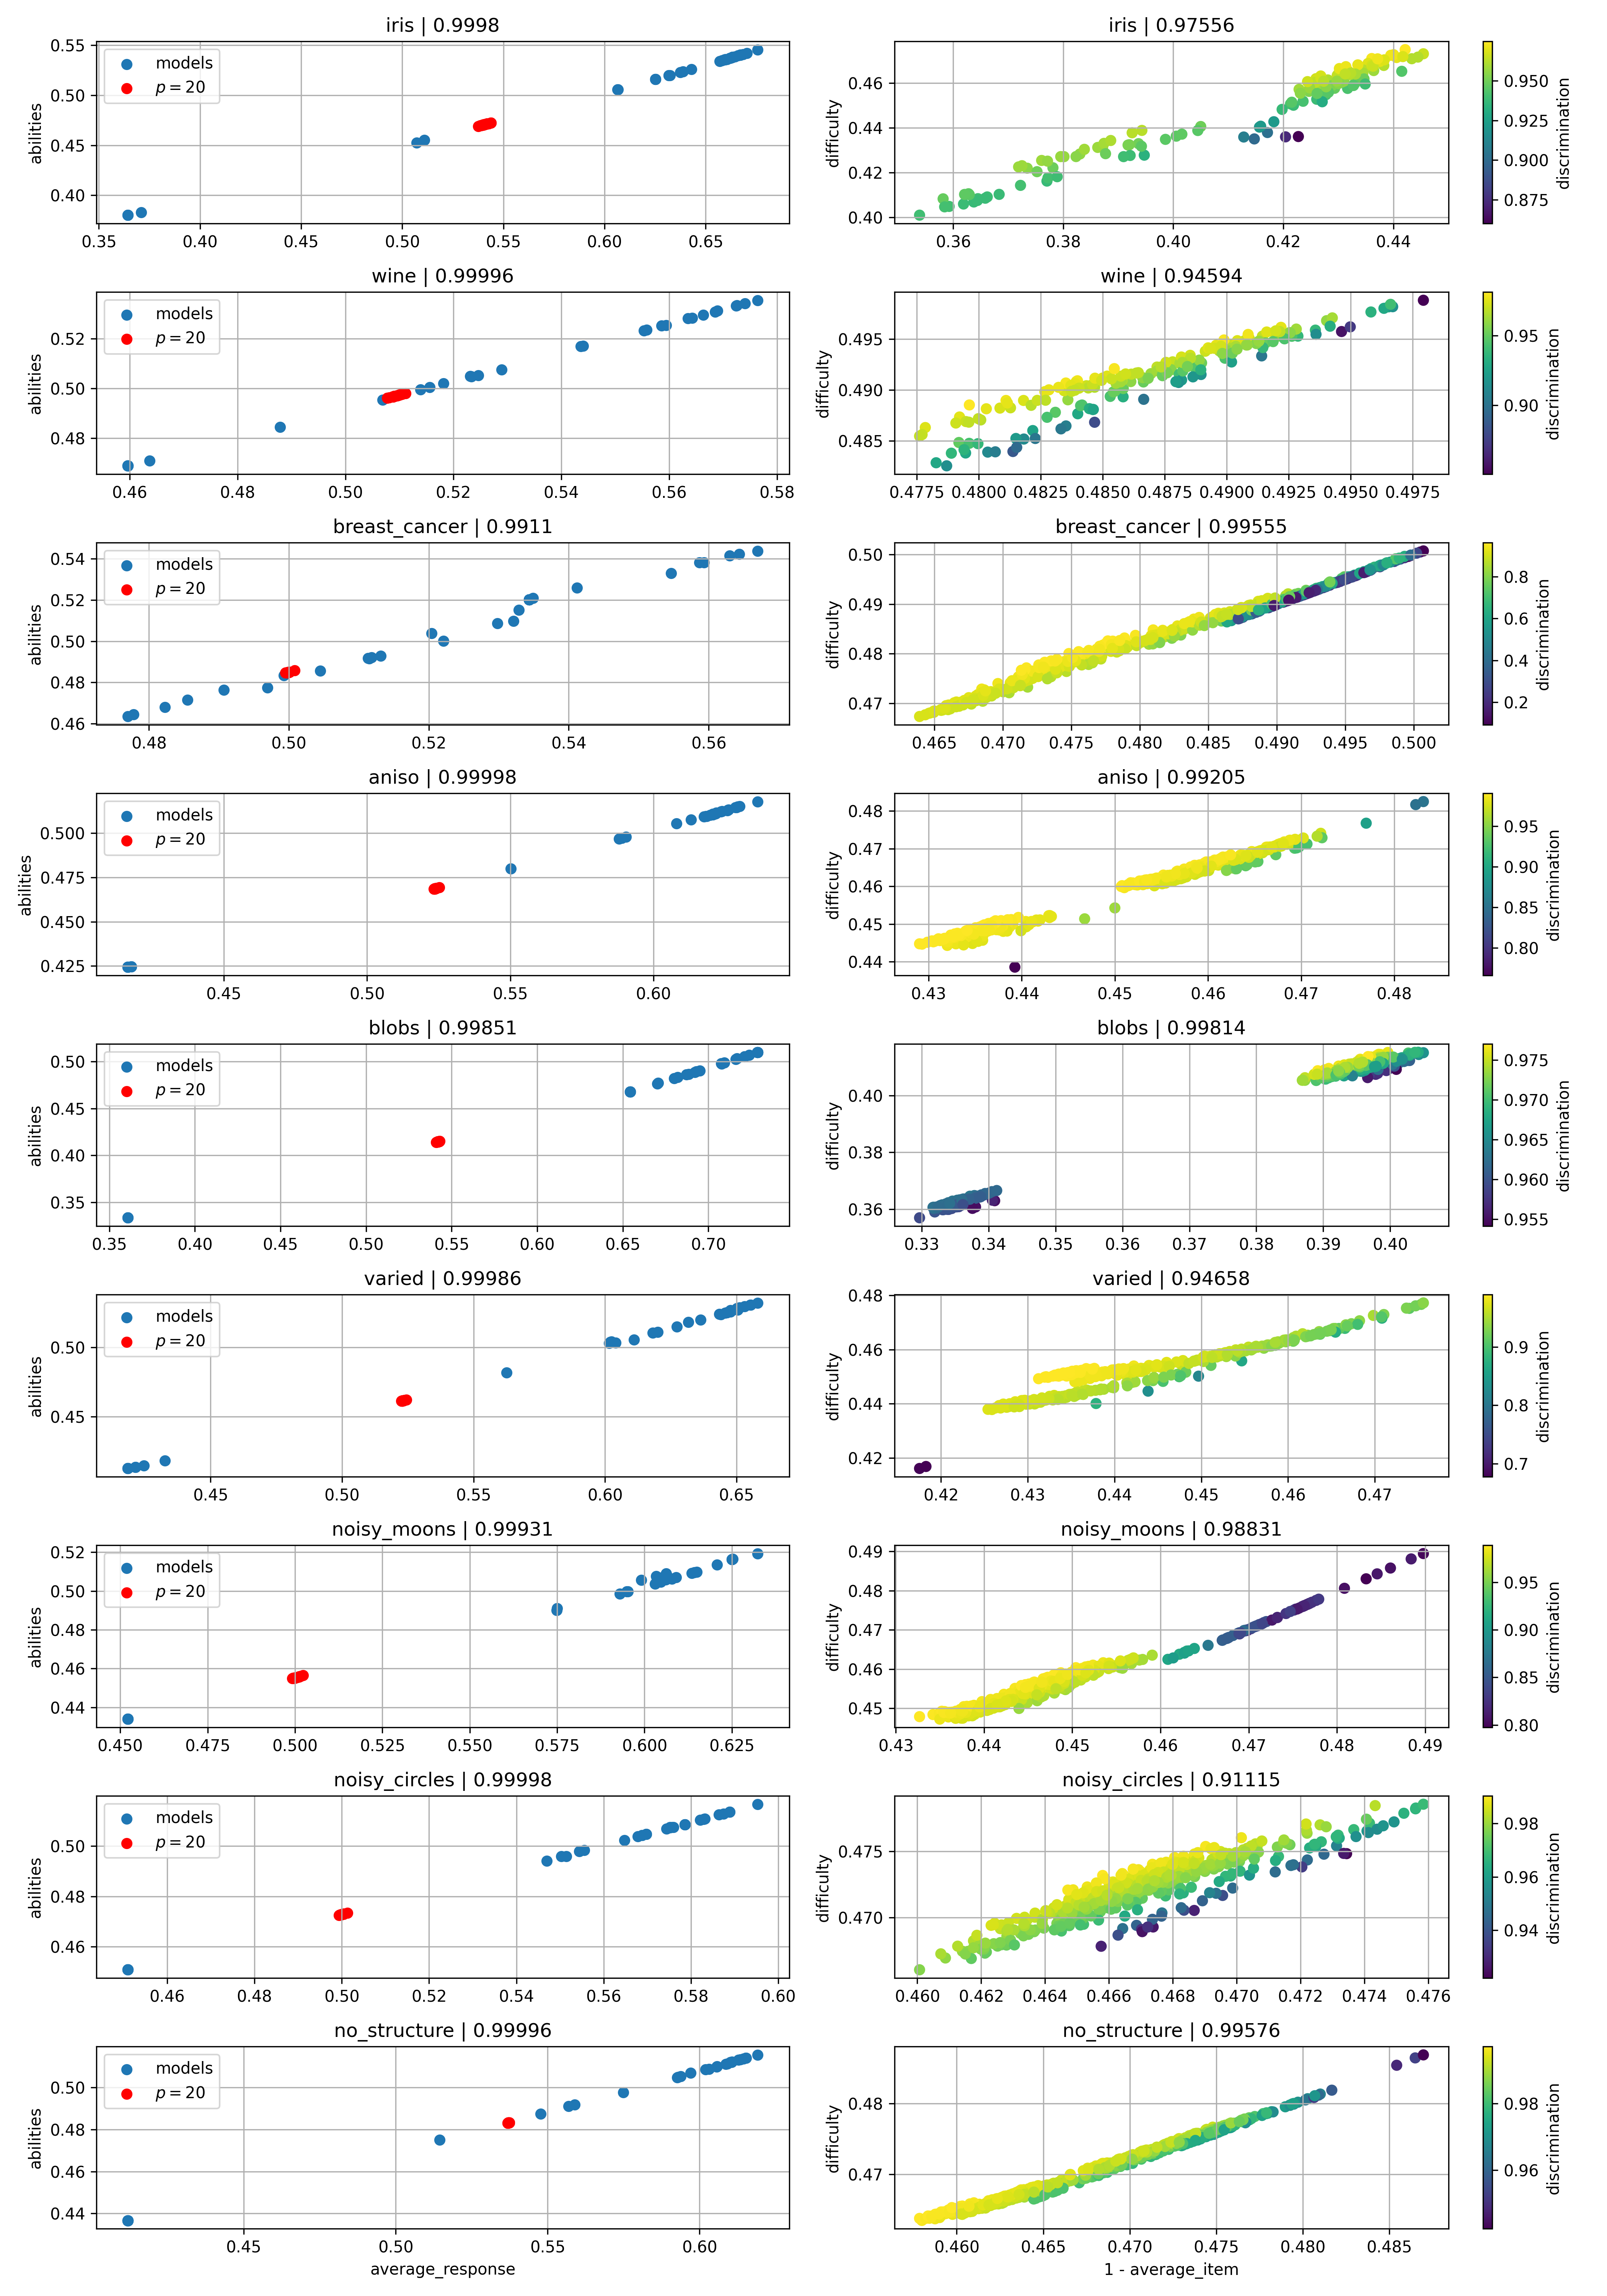 iris | 0.9998
models
p = 20
abilities
0.55
0.50
0.45
0.40
0.35 0.40 0.45 0.50 0.55 0.60 0.65
iris | 0.97556
difficulty
0.46
0.44
0.42
0.40
0.36 0.38 0.40 0.42 0.44
0.950
0.925
0.900
0.875
discrimination
wine | 0.99996
models
p = 20
abilities
0.52
0.50
0.48
0.46 0.48 0.50 0.52 0.54 0.56 0.58
wine | 0.94594
difficulty
0.495
0.490
0.485
0.4775 0.4800 0.4825 0.4850 0.4875 0.4900 0.4925 0.4950 0.4975
0.95
0.90
discrimination
breast_cancer | 0.9911
models
p = 20
abilities
0.54
0.52
0.50
0.48
0.46
0.48 0.50 0.52 0.54 0.56
breast_cancer | 0.99555
difficulty
0.50
0.49
0.48
0.47
0.465 0.470 0.475 0.480 0.485 0.490 0.495 0.500
0.8
0.6
0.4
0.2
discrimination
aniso | 0.99998
models
p = 20
abilities
0.500
0.475
0.450
0.425
0.45 0.50 0.55 0.60
aniso | 0.99205
difficulty
0.48
0.47
0.46
0.45
0.44
0.43 0.44 0.45 0.46 0.47 0.48
0.95
0.90
0.85
0.80
discrimination
blobs | 0.99851
models
p = 20
abilities
0.50
0.45
0.40
0.35
0.35 0.40 0.45 0.50 0.55 0.60 0.65 0.70
blobs | 0.99814
difficulty
0.40
0.38
0.36
0.33 0.34 0.35 0.36 0.37 0.38 0.39 0.40
0.975
0.970
0.965
0.960
0.955
discrimination
varied | 0.99986
models
p = 20
abilities
0.50
0.45
0.45 0.50 0.55 0.60 0.65
varied | 0.94658
difficulty
0.48
0.46
0.44
0.42
0.42 0.43 0.44 0.45 0.46 0.47
0.9
0.8
0.7
discrimination
noisy_moons | 0.99931
models
p = 20
abilities
0.52
0.50
0.48
0.46
0.44
0.450 0.475 0.500 0.525 0.550 0.575 0.600 0.625
noisy_moons | 0.98831
difficulty
0.49
0.48
0.47
0.46
0.45
0.43 0.44 0.45 0.46 0.47 0.48 0.49
0.95
0.90
0.85
0.80
discrimination
noisy_circles | 0.99998
models
p = 20
abilities
0.50
0.48
0.46
0.46 0.48 0.50 0.52 0.54 0.56 0.58 0.60
noisy_circles | 0.91115
difficulty
0.475
0.470
0.460 0.462 0.464 0.466 0.468 0.470 0.472 0.474 0.476
0.98
0.96
0.94
discrimination
no_structure | 0.99996
models
p = 20
abilities
0.50
0.48
0.46
0.44
0.45 0.50 0.55 0.60
average_response
no_structure | 0.99576
difficulty
0.48
0.47
0.460 0.465 0.470 0.475 0.480 0.485
1 - average_item
0.98
0.96
discrimination